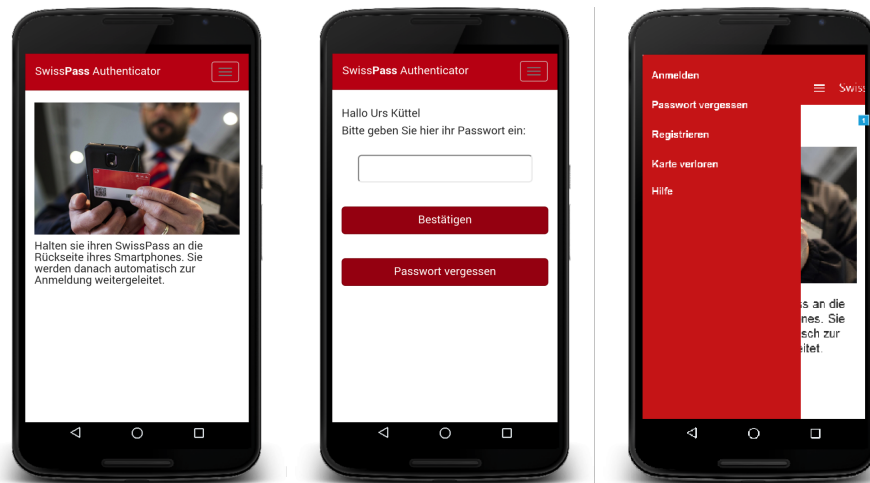 SwissPass Authenticator
Halten sie ihren SwissPass an die
Rückseite ihres Smartphones. Sie
werden danach automatisch zur
Anmeldung weitergeleitet.
SwissPass Authenticator
Hallo Urs Küttel
Bitte geben Sie hier ihr Passwort ein:
Bestätigen
Passwort vergessen
Anmelden
Passwort vergessen
Registrieren
Karte verloren
Hilfe
Swiss
1
s an die
nes. Sie
sch zur
eitet.